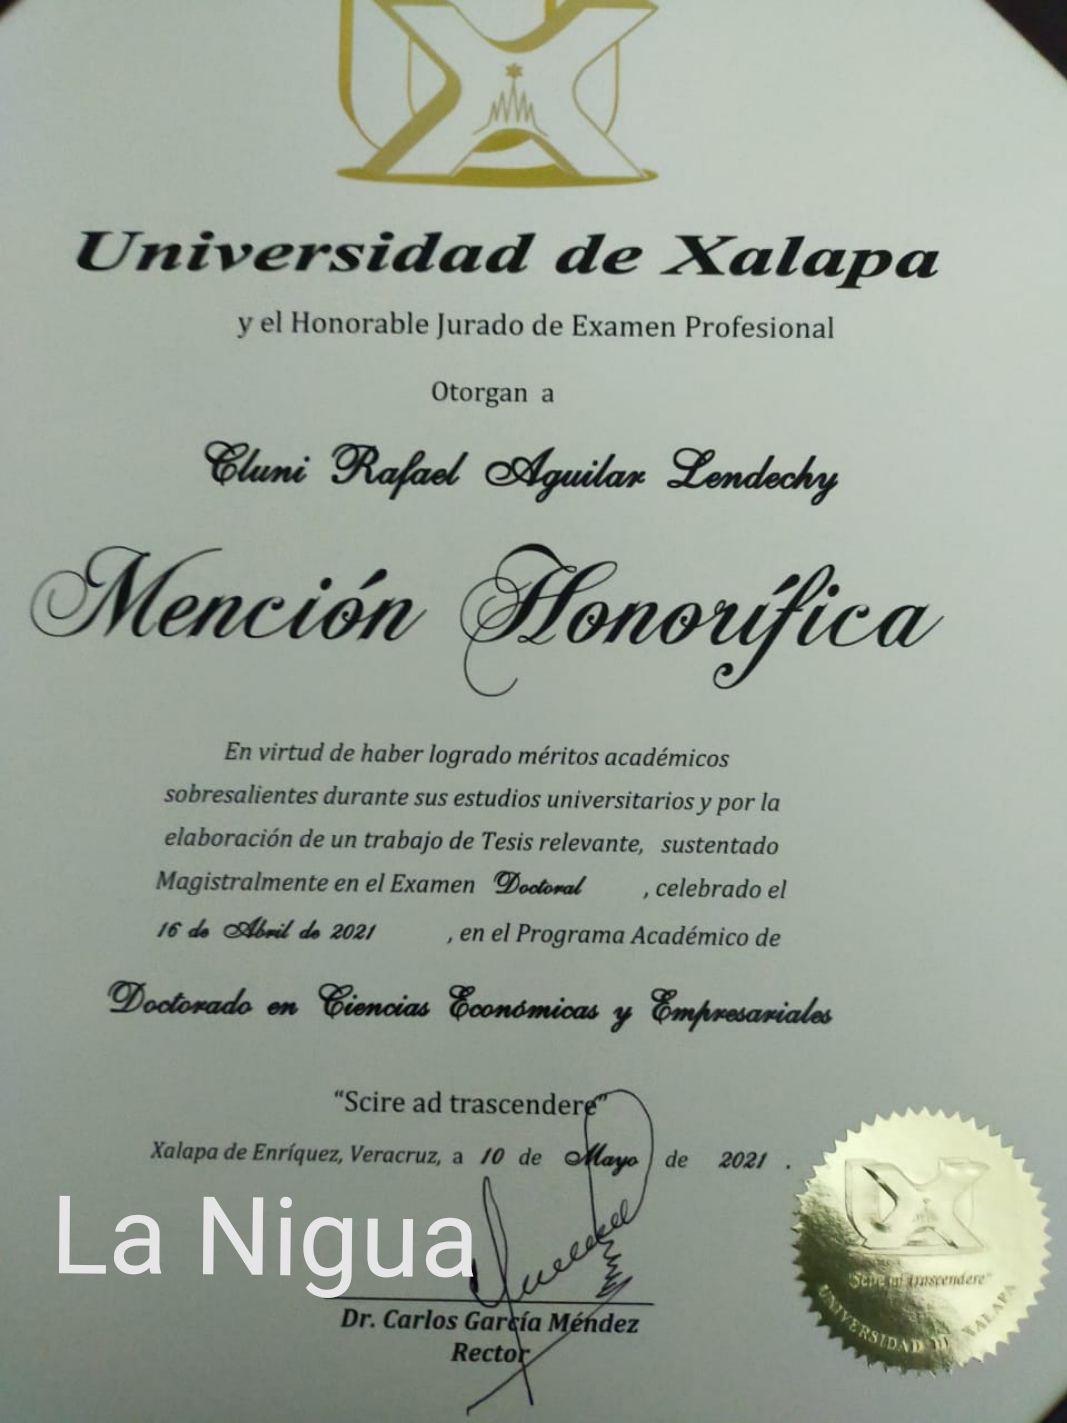 Universidad de Xalapa
y el Honorable Jurado de Examen Profesional
Otorgan a
Cluni Rafael Aguilar Lendechy
Mención Honorífica
En virtud de haber logrado méritos académicos
sobresalientes durante sus estudios universitarios y por la
elaboración de un trabajo de Tesis relevante, sustentado
Magistralmente en el Examen Doctoral , celebrado el
16 de Abril de 2021 , en el Programa Académico de
Doctorado en Ciencias Económicas y Empresariales
“Scire ad trascendere”
Xalapa de Enríquez, Veracruz, a 10 de Mayo de 2021 .
La Nigua
Dr. Carlos García Méndez
Rector
UX
"Scire ad trascendere"
UNIVERSIDAD DE XALAPA